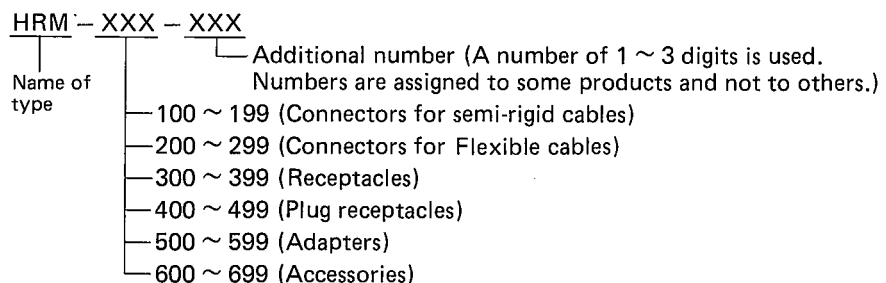 HRM – XXX – XXX
Additional number (A number of 1 ~ 3 digits is used.
Numbers are assigned to some products and not to others.)
Name of
type
100 ~ 199 (Connectors for semi-rigid cables)
200 ~ 299 (Connectors for Flexible cables)
300 ~ 399 (Receptacles)
400 ~ 499 (Plug receptacles)
500 ~ 599 (Adapters)
600 ~ 699 (Accessories)